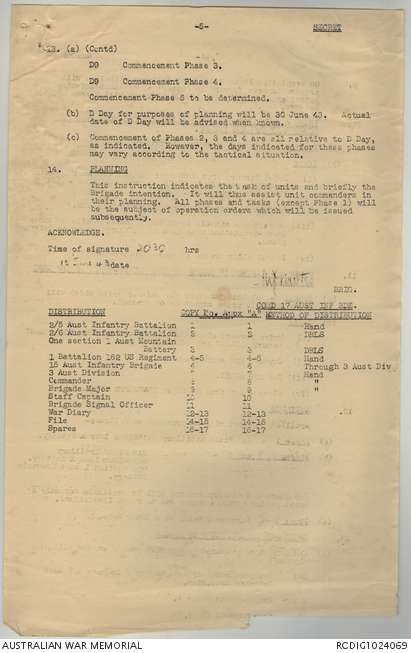 -5-
SECRET
13. (a) (Contd)
D9 Commencement Phase 3.
D9 Commencement Phase 4.
Commencement Phase 5 to be determined.
(b) D Day for purposes of planning will be 30 June 43. Actual
date of D Day will be advised when known.
(c) Commencement of Phases 2, 3 and 4 are all relative to D Day,
as indicated. However, the days indicated for these phases
may vary according to the tactical situation.
14. PLANNING
This instruction indicates the task of units and briefly the
Brigade intention. It will thus assist unit commanders in
their planning. All phases and tasks (except Phase 1) will
be the subject of operation orders which will be issued
subsequently.
ACKNOWLEDGE.
Time of signature 2030 hrs
43 date
BRIG.
COMD 17 AUST INF BDE.
DISTRIBUTION COPY No. Appx "A" METHOD OF DISTRIBUTION
2/5 Aust Infantry Battalion 1 1 Hand
2/6 Aust Infantry Battalion 2 2 DRLS
One section 1 Aust Mountain
Battery 3 3 DRLS
1 Battalion 162 US Regiment 4-5 4-5 Hand
15 Aust Infantry Brigade 6 6 Through 3 Aust Div
3 Aust Division 7 7 Hand
Commander 8 8 "
Brigade Major 9 9 "
Staff Captain 10 10
Brigade Signal Officer 11 11
War Diary 12-13 12-13
File 14-15 14-15
Spares 16-17 16-17
AUSTRALIAN WAR MEMORIAL
RCDIG1024069